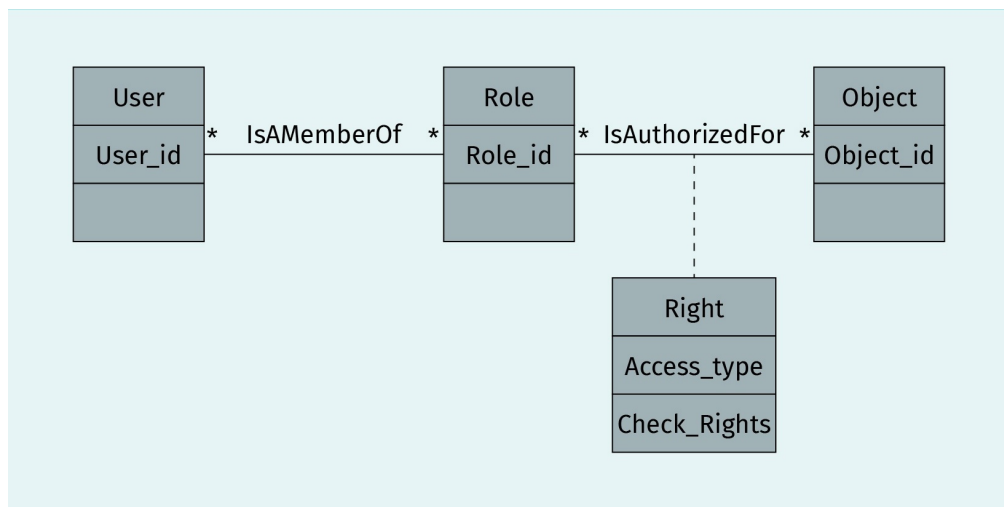 User
User_id
* IsAMemberOf *
Role
Role_id
* IsAuthorizedFor *
Object
Object_id
Right
Access_type
Check_Rights